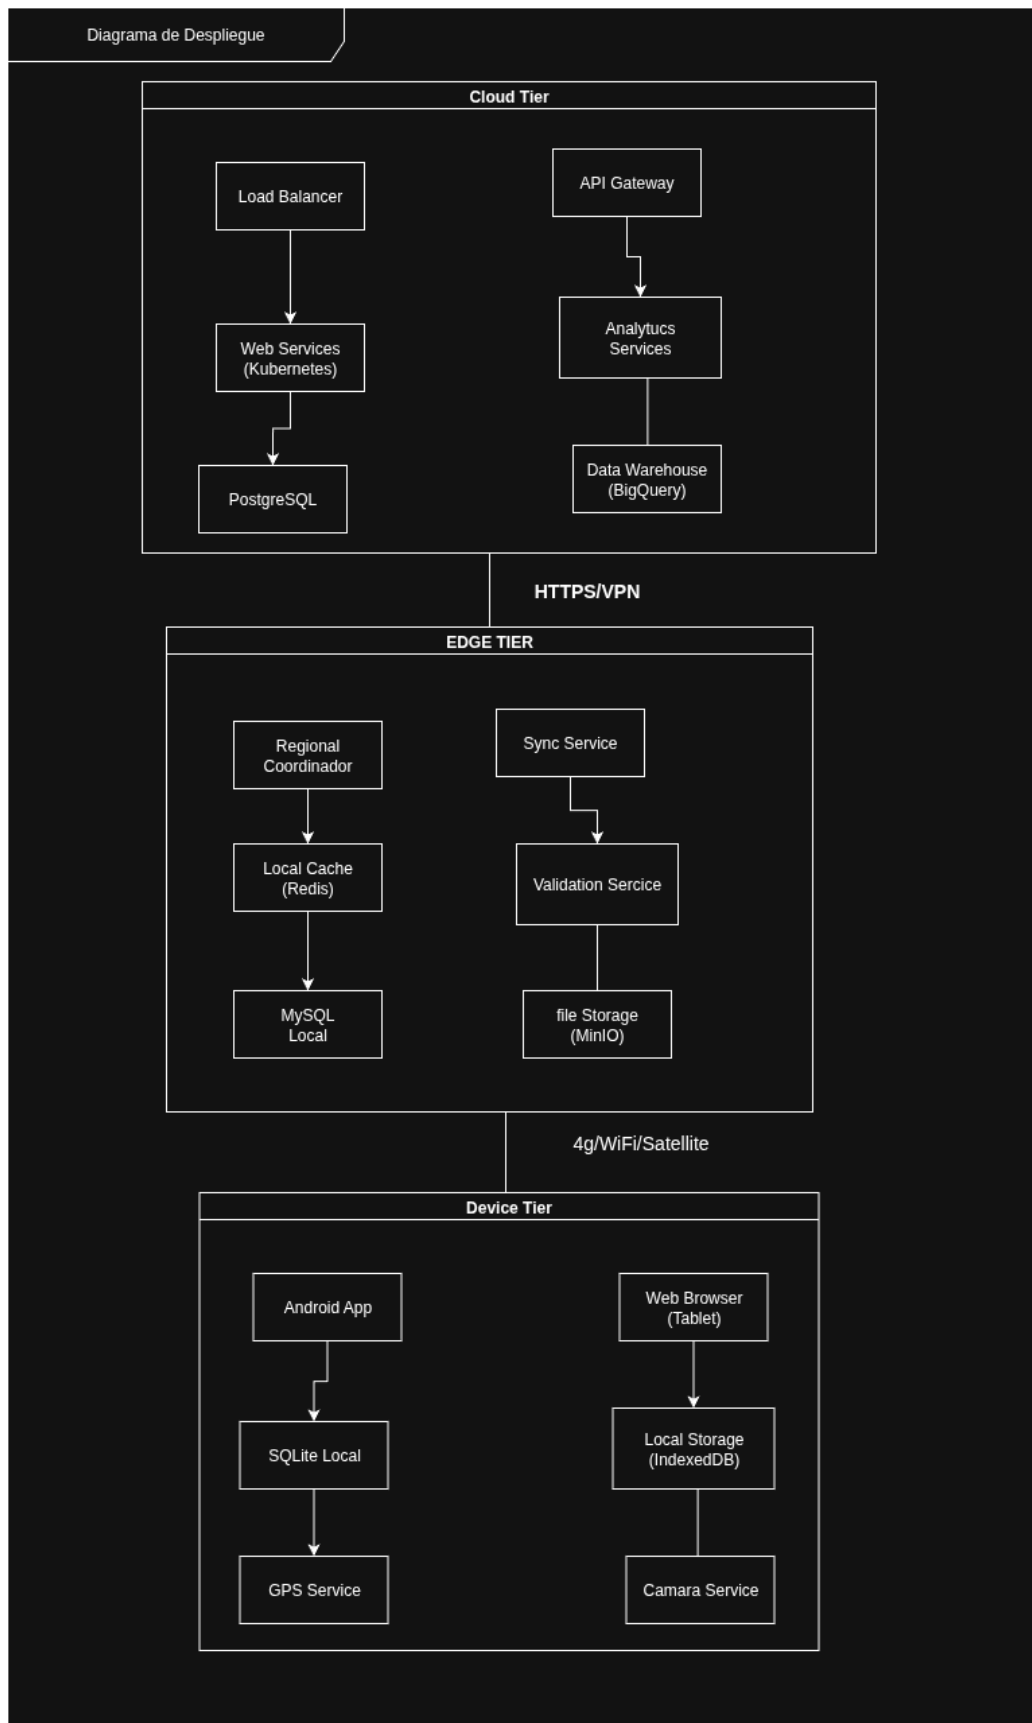 Diagrama de Despliegue
Cloud Tier
Load Balancer
API Gateway
Web Services
(Kubernetes)
Analytucs
Services
PostgreSQL
Data Warehouse
(BigQuery)
HTTPS/VPN
EDGE TIER
Regional
Coordinador
Sync Service
Local Cache
(Redis)
Validation Sercice
MySQL
Local
file Storage
(MinIO)
4g/WiFi/Satellite
Device Tier
Android App
Web Browser
(Tablet)
SQLite Local
Local Storage
(IndexedDB)
GPS Service
Camara Service